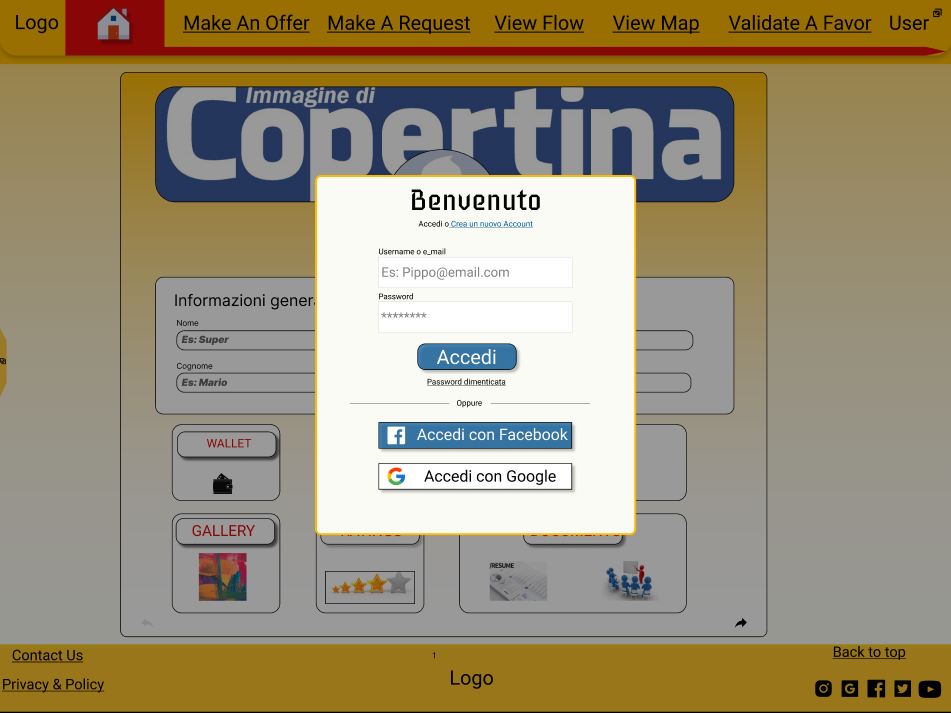 Logo
Make An Offer
Make A Request
View Flow
View Map
Validate A Favor
User
Immagine di
Copertina
Benvenuto
Accedi o Crea un nuovo Account
Username o e_mail
Es: Pippo@email.com
Password
********
Accedi
Password dimenticata
Oppure
Accedi con Facebook
Accedi con Google
Nome
Es: Super
Cognome
Es: Mario
Informazioni
WALLET
GALLERY
RESUME
Contact Us
1
Back to top
Privacy & Policy
Logo